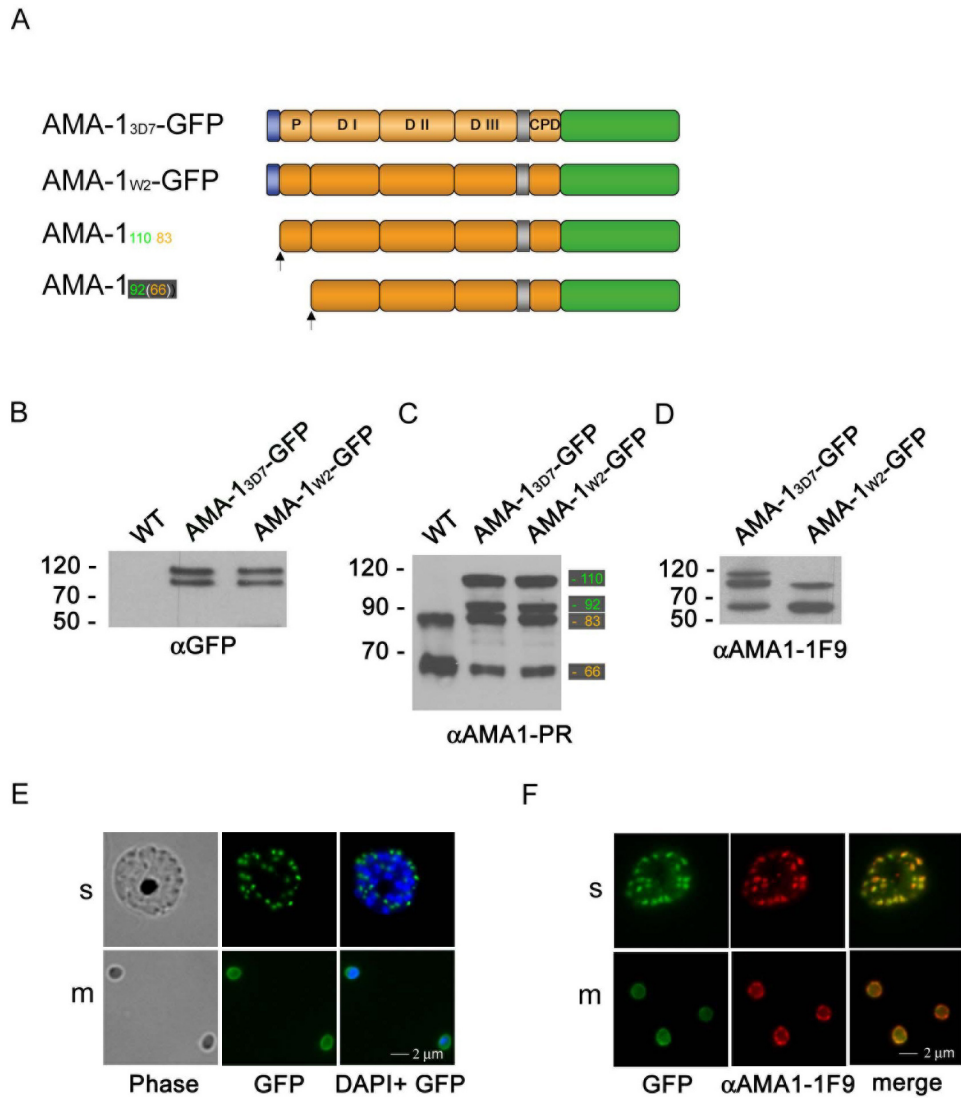 A
AMA-13D7-GFP P D I D II D III CPD
AMA-1W2-GFP
AMA-1110 83
AMA-192(66))
B
WT AMA-13D7-GFP AMA-1W2-GFP
120 -
70 -
50 -
αGFP
C
WT AMA-13D7-GFP AMA-1W2-GFP
120 - - 110
90 - - 92
- 83
70 -
- 66
αAMA1-PR
D
AMA-13D7-GFP AMA-1W2-GFP
120 -
70 -
50 -
αAMA1-1F9
E
s
m
2 μm
Phase GFP DAPI+ GFP
F
s
m
2 μm
GFP αAMA1-1F9 merge